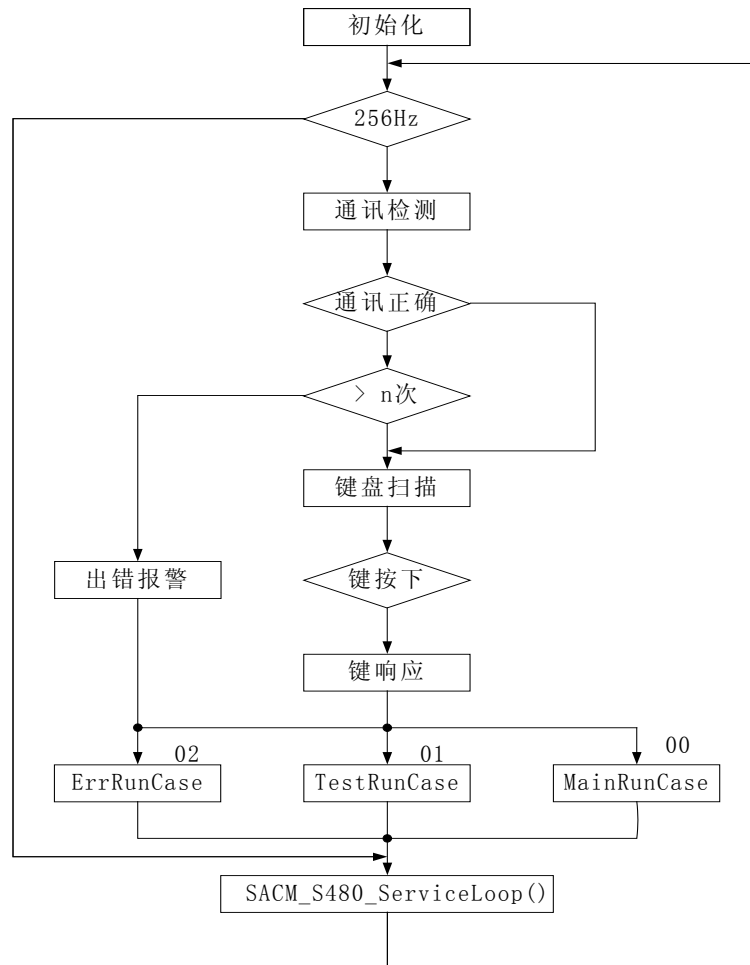 初始化
256Hz
通讯检测
通讯正确
> n次
键盘扫描
出错报警
键按下
键响应
02
01
00
ErrRunCase
TestRunCase
MainRunCase
SACM_S480_ServiceLoop()